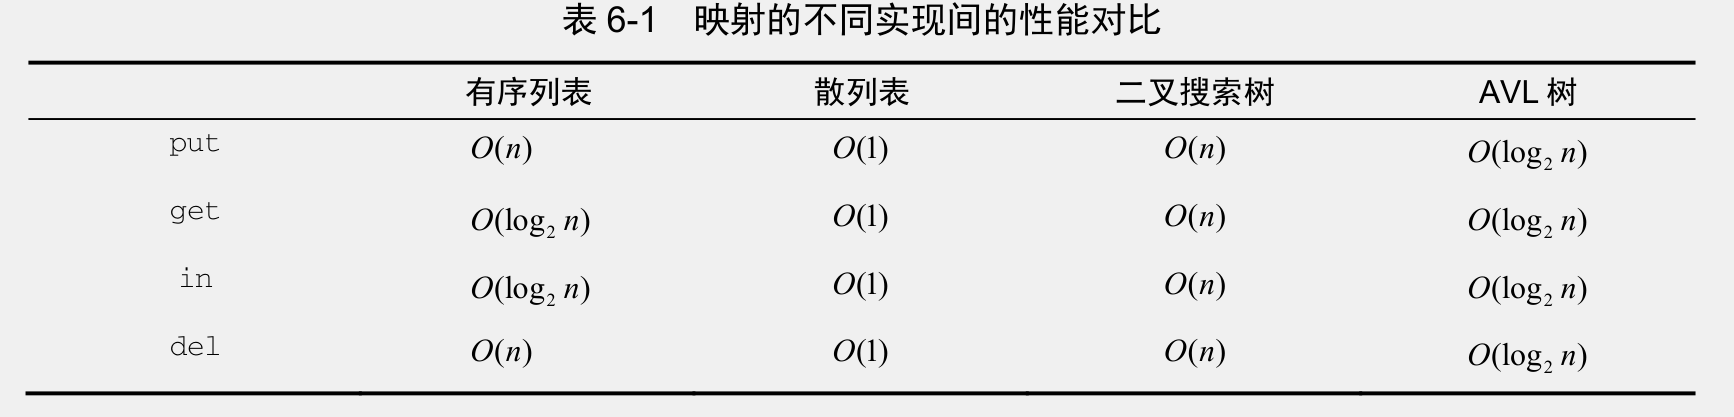 表 6-1 映射的不同实现间的性能对比
有序列表 散列表 二叉搜索树 AVL 树
put O(n) O(1) O(n) O(log₂ n)
get O(log₂ n) O(1) O(n) O(log₂ n)
in O(log₂ n) O(1) O(n) O(log₂ n)
del O(n) O(1) O(n) O(log₂ n)